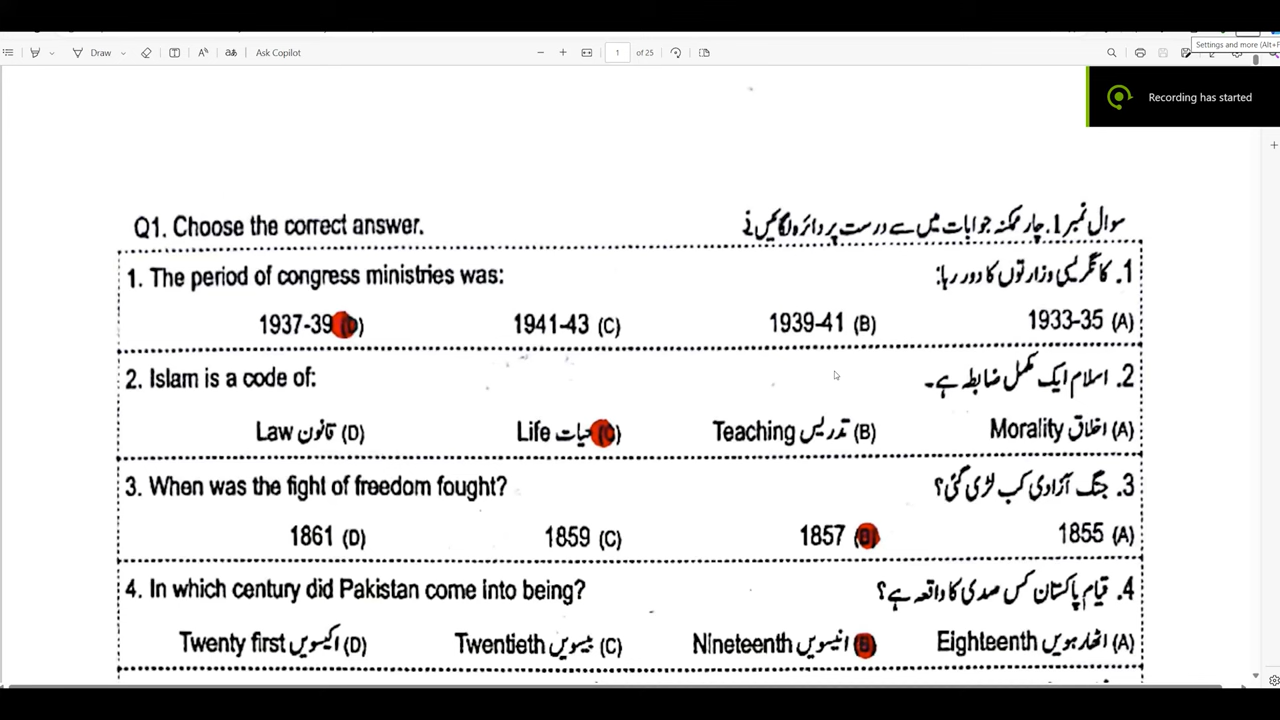 Draw
Ask Copilot
1 of 25
Settings and more (Alt+F
Recording has started
Q1. Choose the correct answer. سوال نمبر 1. چار ممکنہ جوابات میں سے درست پر دائرہ لگائیں
1. The period of congress ministries was: 1. کانگریسی وزارتوں کا دور رہا:
1937-39 1941-43 (C) 1939-41 (B) 1933-35 (A)
2. Islam is a code of: 2. اسلام ایک مکمل ضابطہ ہے۔
Law قانون (D) Life حیات Teaching تدریس (B) Morality اخلاق (A)
3. When was the fight of freedom fought? 3. جنگ آزادی کب لڑی گئی؟
1861 (D) 1859 (C) 1857 (B) 1855 (A)
4. In which century did Pakistan come into being? 4. قیام پاکستان کس صدی کا واقعہ ہے؟
Twenty first اکیسویں (D) Twentieth بیسویں (C) Nineteenth انیسویں (B) Eighteenth اٹھارہویں (A)